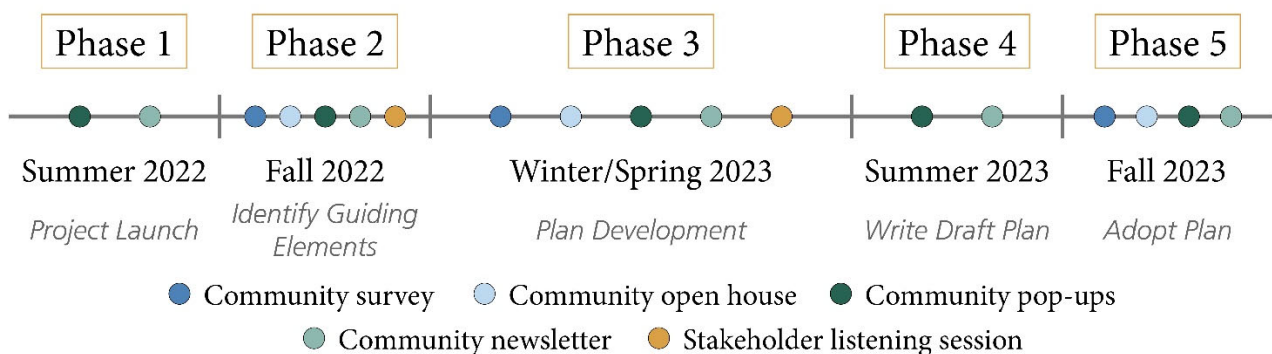 Phase 1
Phase 2
Phase 3
Phase 4
Phase 5
Summer 2022
Fall 2022
Winter/Spring 2023
Summer 2023
Fall 2023
Project Launch
Identify Guiding
Elements
Plan Development
Write Draft Plan
Adopt Plan
Community survey
Community open house
Community pop-ups
Community newsletter
Stakeholder listening session